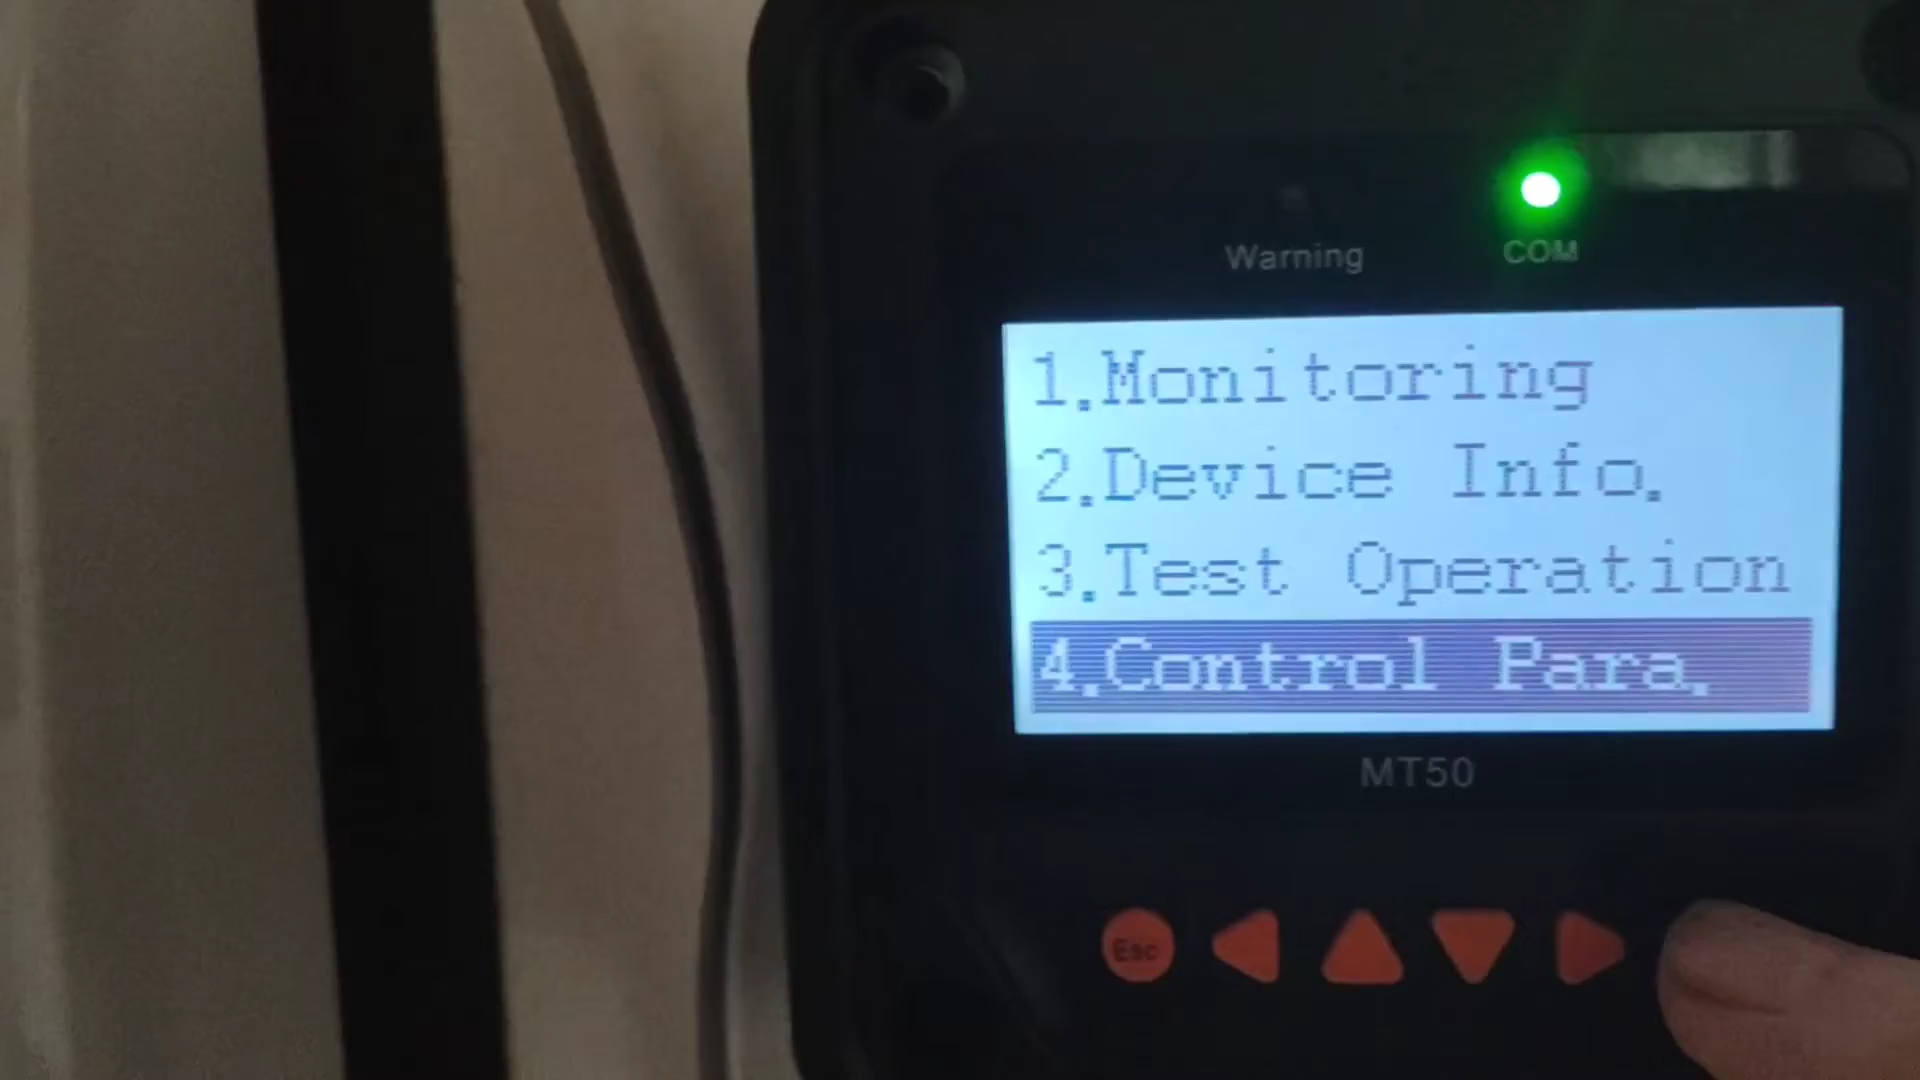 Warning COM
1.Monitoring
2.Device Info.
3.Test Operation
4.Control Para.
MT50
Esc